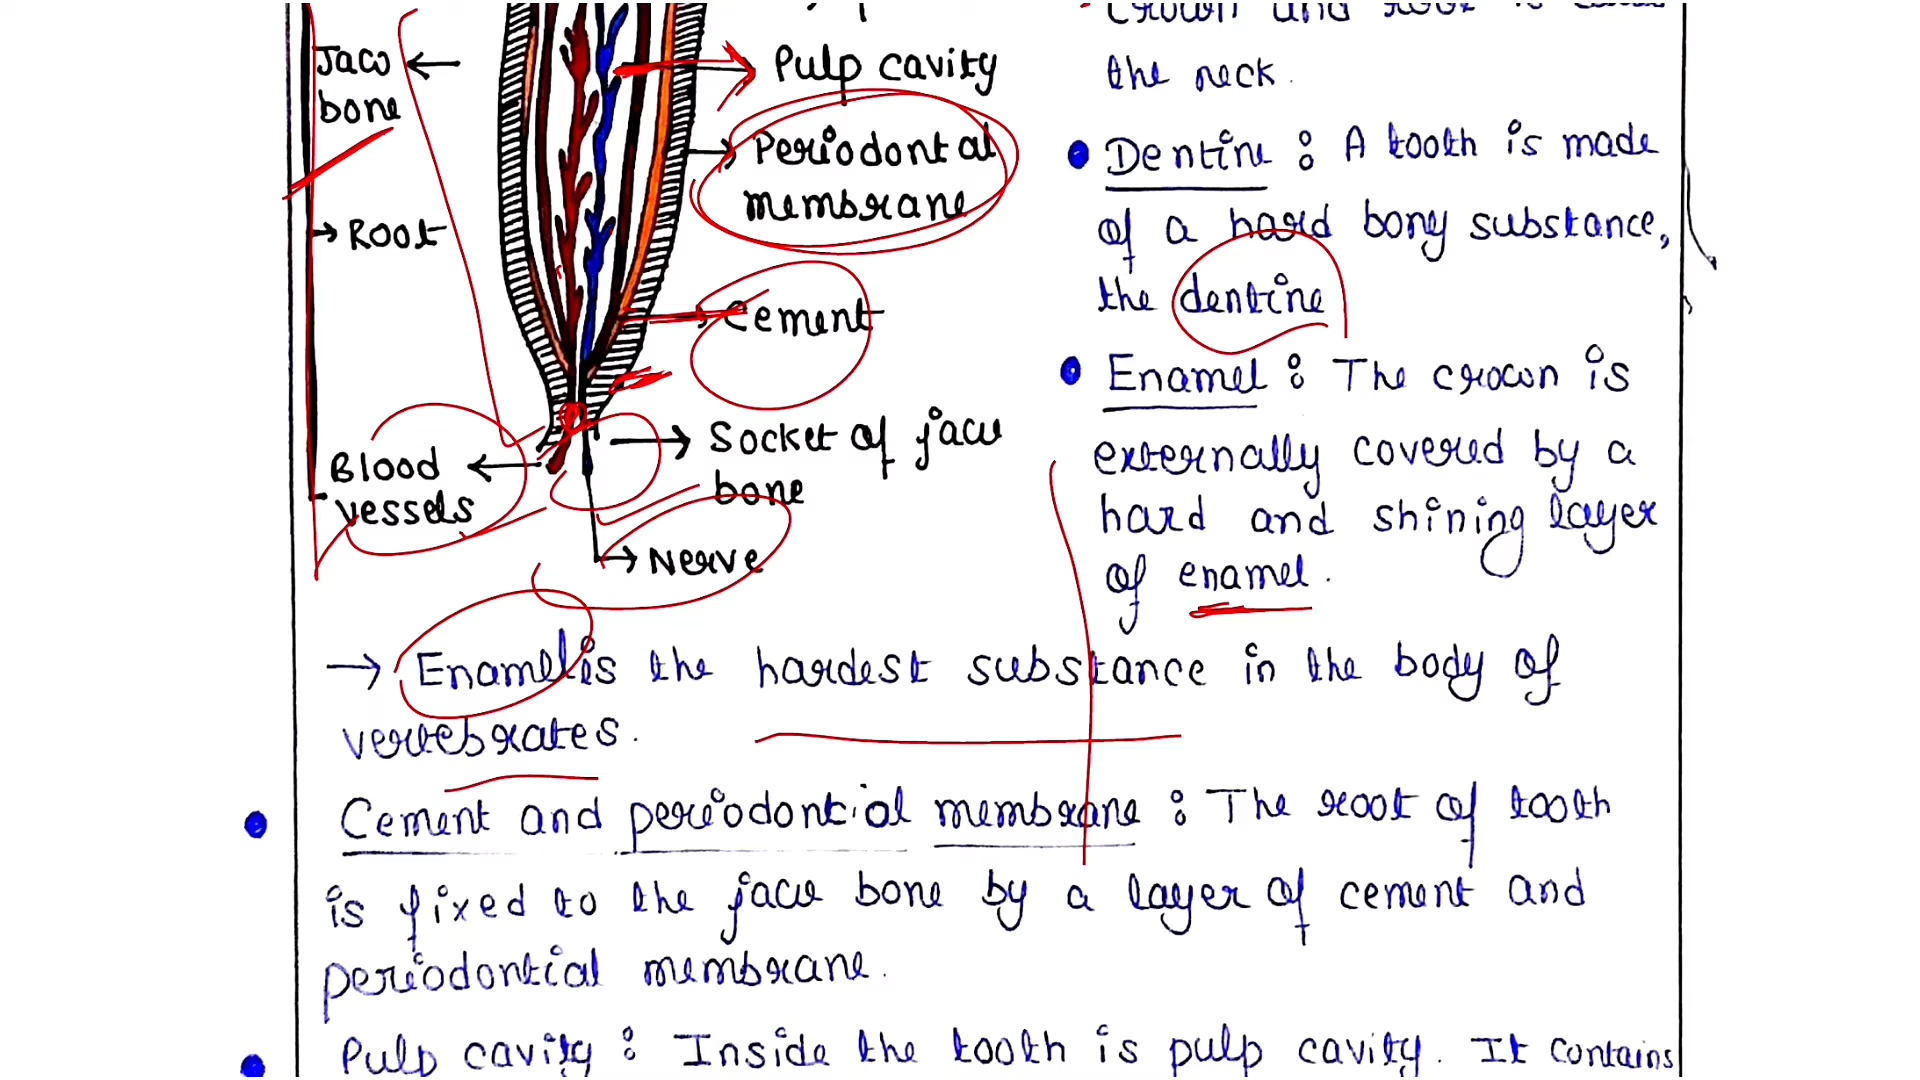 Jaw
bone
Root
Blood
vessels
Pulp cavity
Periodontal
membrane
Cement
Socket of jaw
bone
Nerve
the neck.
Dentine : A tooth is made
of a hard bony substance,
the dentine
Enamel : The crown is
externally covered by a
hard and shining layer
of enamel.
→ Enamel is the hardest substance in the body of
vertebrates.
Cement and periodontial membrane : The root of tooth
is fixed to the jaw bone by a layer of cement and
periodontial membrane.
Pulp cavity : Inside the tooth is pulp cavity. It contains